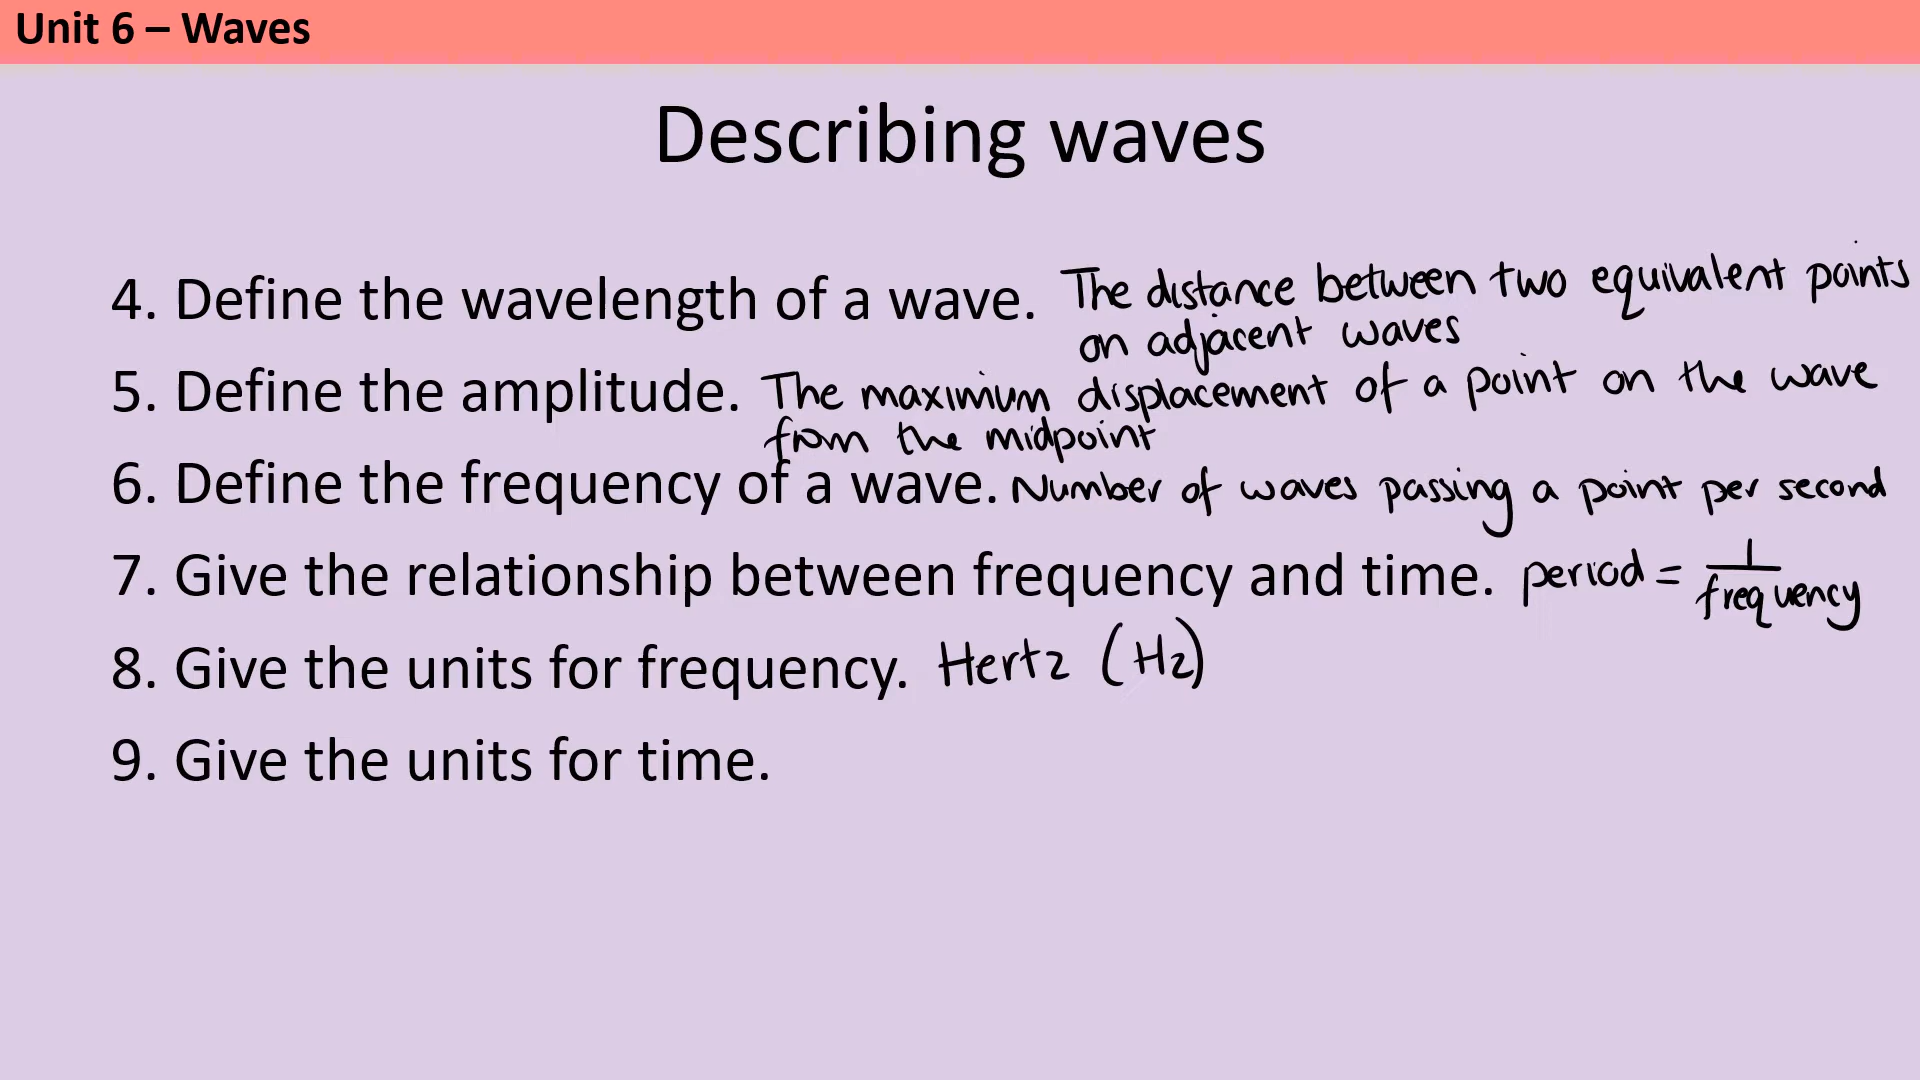 Unit 6 – Waves
Describing waves
4. Define the wavelength of a wave. The distance between two equivalent points
on adjacent waves
5. Define the amplitude. The maximum displacement of a point on the wave
from the midpoint
6. Define the frequency of a wave. Number of waves passing a point per second
7. Give the relationship between frequency and time. period = 1
frequency
8. Give the units for frequency. Hertz (Hz)
9. Give the units for time.